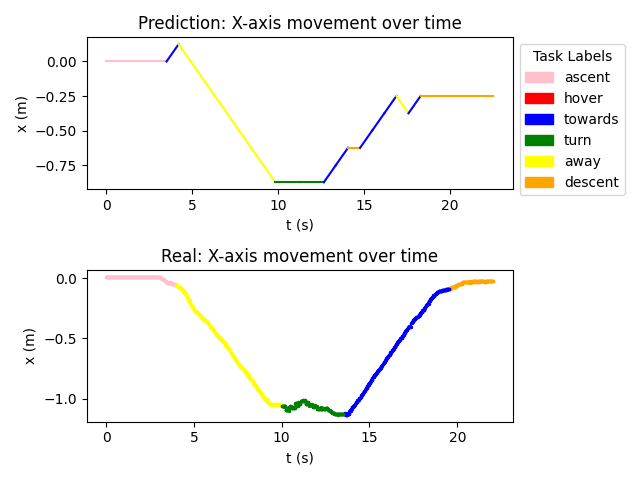 Prediction: X-axis movement over time
0.00
−0.25
−0.50
−0.75
x (m)
0 5 10 15 20
t (s)
Task Labels
ascent
hover
towards
turn
away
descent
Real: X-axis movement over time
0.0
−0.5
−1.0
x (m)
0 5 10 15 20
t (s)